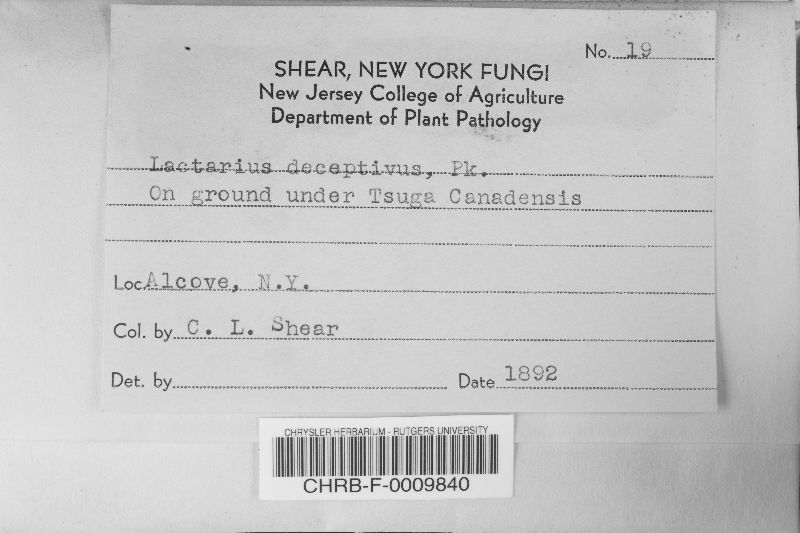 No. 19
SHEAR, NEW YORK FUNGI
New Jersey College of Agriculture
Department of Plant Pathology
Lactarius deceptivus, Pk.
On ground under Tsuga Canadensis
Loc. Alcove, N.Y.
Col. by C. L. Shear
Det. by
Date 1892
CHRYSLER HERBARIUM - RUTGERS UNIVERSITY
CHRB-F-0009840